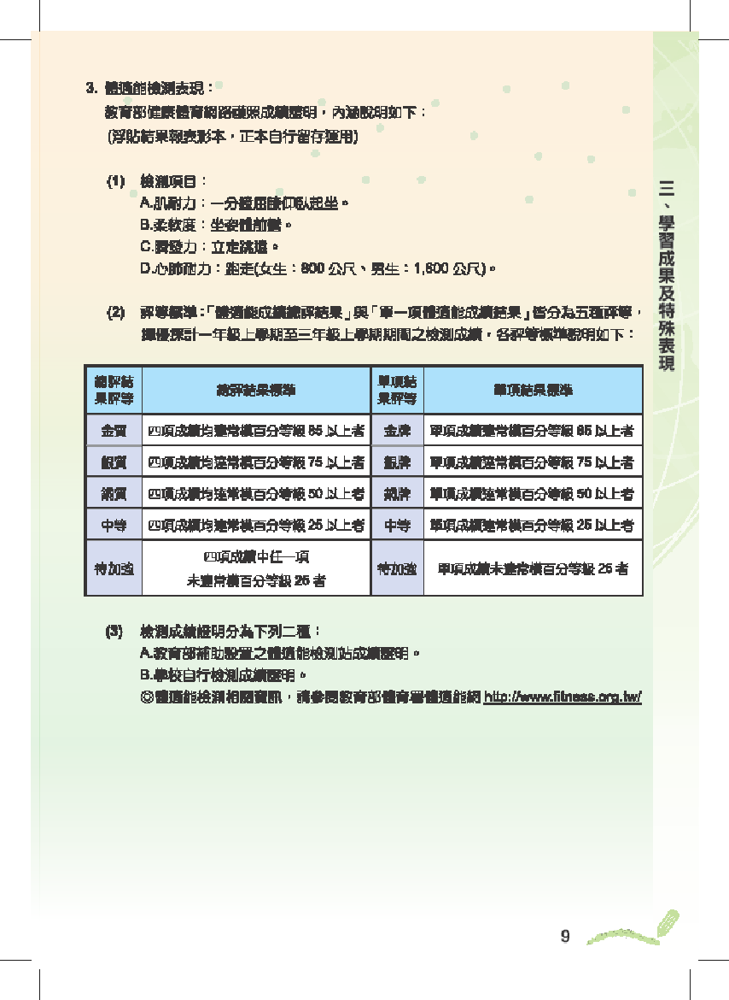 3. 體適能檢測表現：
教育部健康體育網路護照成績證明，內涵說明如下：
(浮貼結果報表影本，正本自行留存運用)
(1) 檢測項目：
A.肌耐力：一分鐘屈膝仰臥起坐。
B.柔軟度：坐姿體前彎。
C.瞬發力：立定跳遠。
D.心肺耐力：跑走(女生：800 公尺、男生：1,600 公尺)。
(2) 評等標準：「體適能成績總評結果」與「單一項體適能成績結果」皆分為五種評等，
擇優採計一年級上學期至三年級上學期期間之檢測成績，各評等標準說明如下：
總評結果評等 總評結果標準 單項結果評等 單項結果標準
金質 四項成績均達常模百分等級 85 以上者 金牌 單項成績達常模百分等級 85 以上者
銀質 四項成績均達常模百分等級 75 以上者 銀牌 單項成績達常模百分等級 75 以上者
銅質 四項成績均達常模百分等級 50 以上者 銅牌 單項成績達常模百分等級 50 以上者
中等 四項成績均達常模百分等級 25 以上者 中等 單項成績達常模百分等級 25 以上者
待加強 四項成績中任一項
未達常模百分等級 25 者 待加強 單項成績未達常模百分等級 25 者
(3) 檢測成績證明分為下列二種：
A.教育部補助設置之體適能檢測站成績證明。
B.學校自行檢測成績證明。
◎體適能檢測相關資訊，請參閱教育部體育署體適能網 http://www.fitness.org.tw/
三、學習成果及特殊表現
9